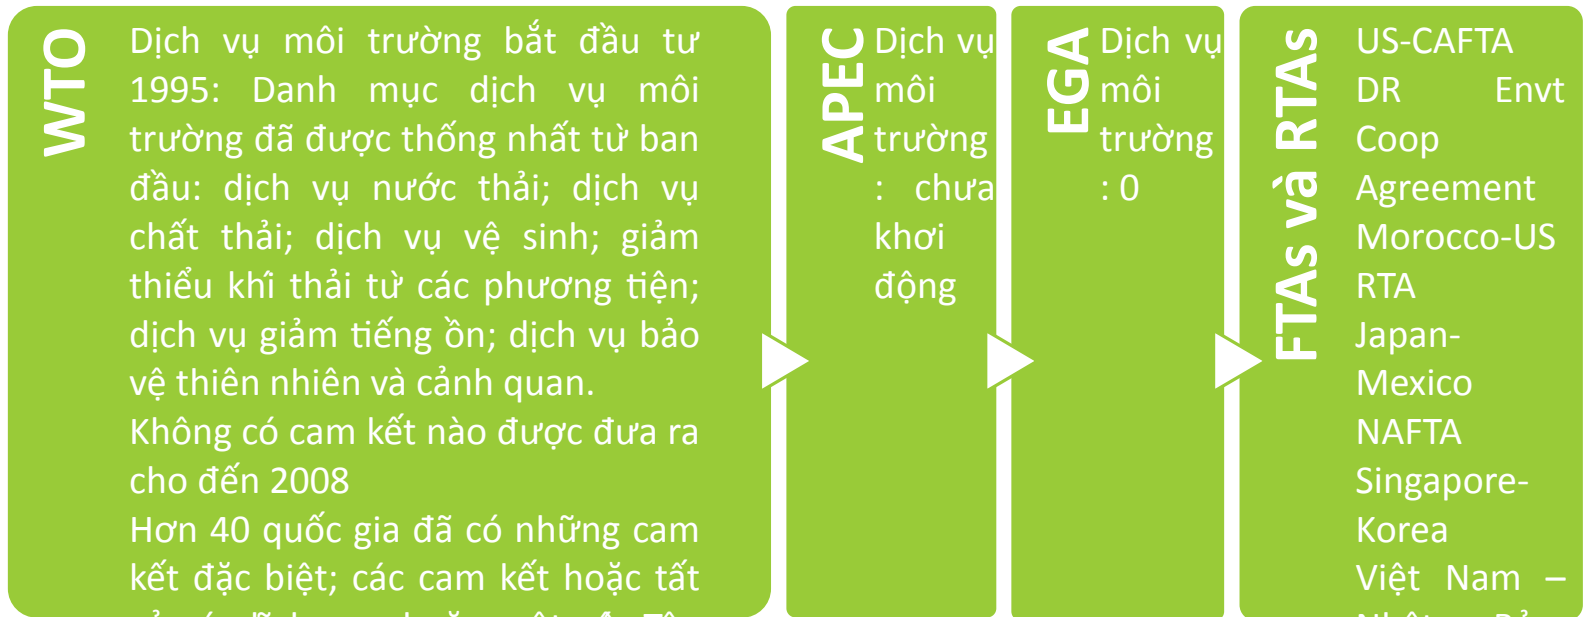 WTO
Dịch vụ môi trường bắt đầu tư
1995: Danh mục dịch vụ môi
trường đã được thống nhất từ ban
đầu: dịch vụ nước thải; dịch vụ
chất thải; dịch vụ vệ sinh; giảm
thiểu khí thải từ các phương tiện;
dịch vụ giảm tiếng ồn; dịch vụ bảo
vệ thiên nhiên và cảnh quan.
Không có cam kết nào được đưa ra
cho đến 2008
Hơn 40 quốc gia đã có những cam
kết đặc biệt; các cam kết hoặc tất
APEC
Dịch vụ
môi
trường
: chưa
khơi
động
EGA
Dịch vụ
môi
trường
: 0
FTAs và RTAs
US-CAFTA
DR Envt
Coop
Agreement
Morocco-US
RTA
Japan-
Mexico
NAFTA
Singapore-
Korea
Việt Nam –